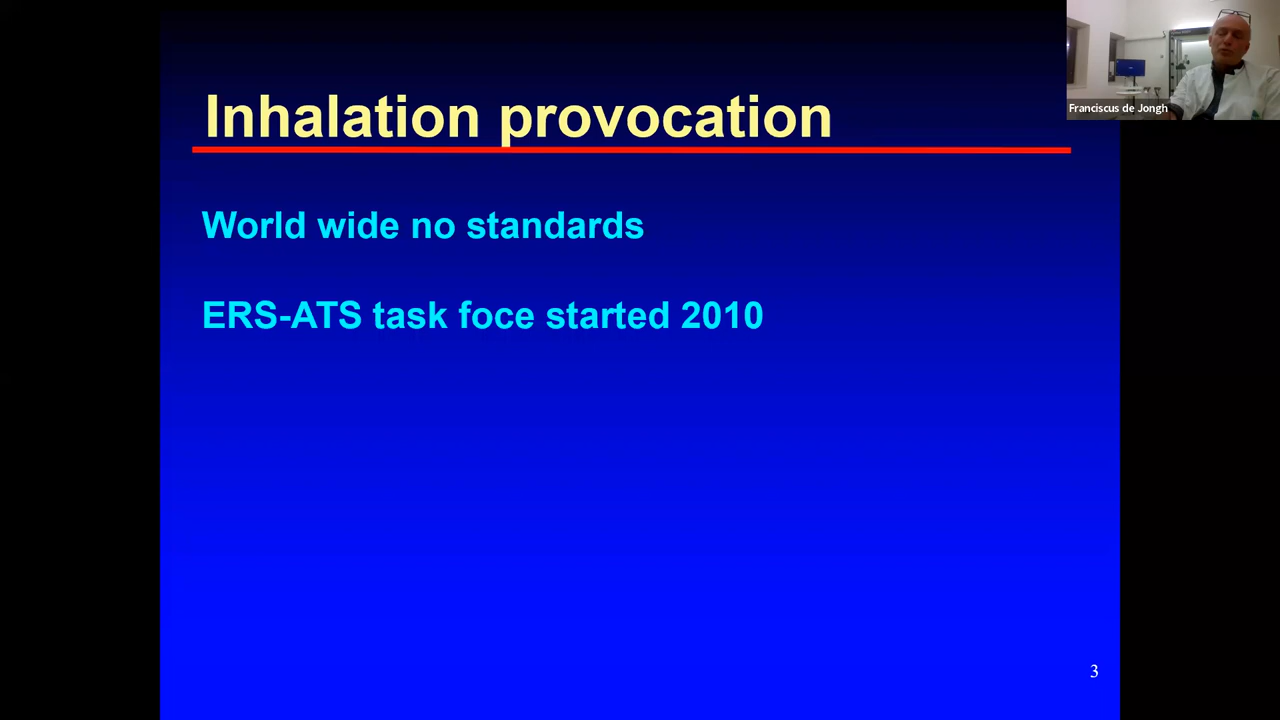 Inhalation provocation
Franciscus de Jongh
World wide no standards
ERS-ATS task foce started 2010
3